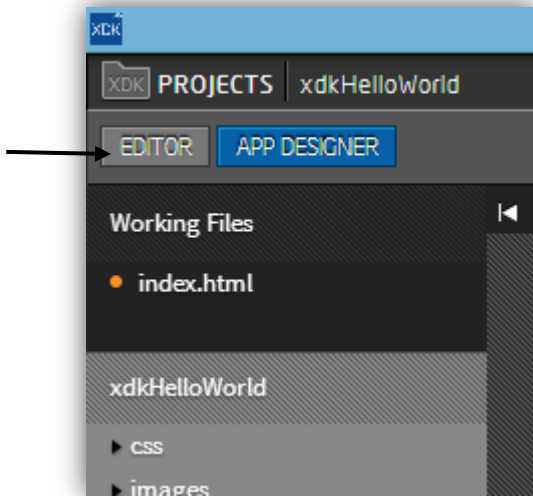 XDK
XDK PROJECTS xdkHelloWorld
EDITOR APP DESIGNER
Working Files
index.html
xdkHelloWorld
css
images